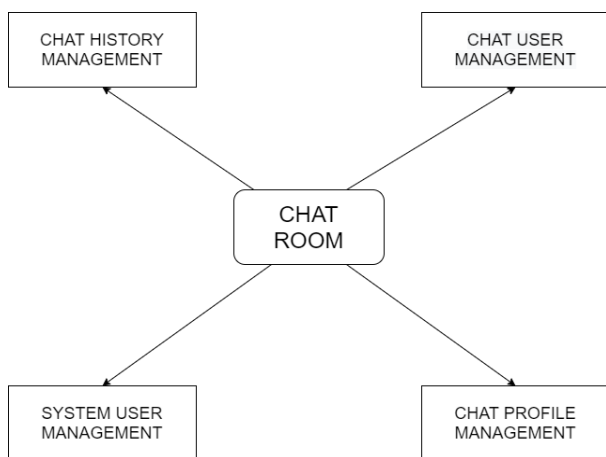 CHAT HISTORY
MANAGEMENT
CHAT USER
MANAGEMENT
CHAT
ROOM
SYSTEM USER
MANAGEMENT
CHAT PROFILE
MANAGEMENT